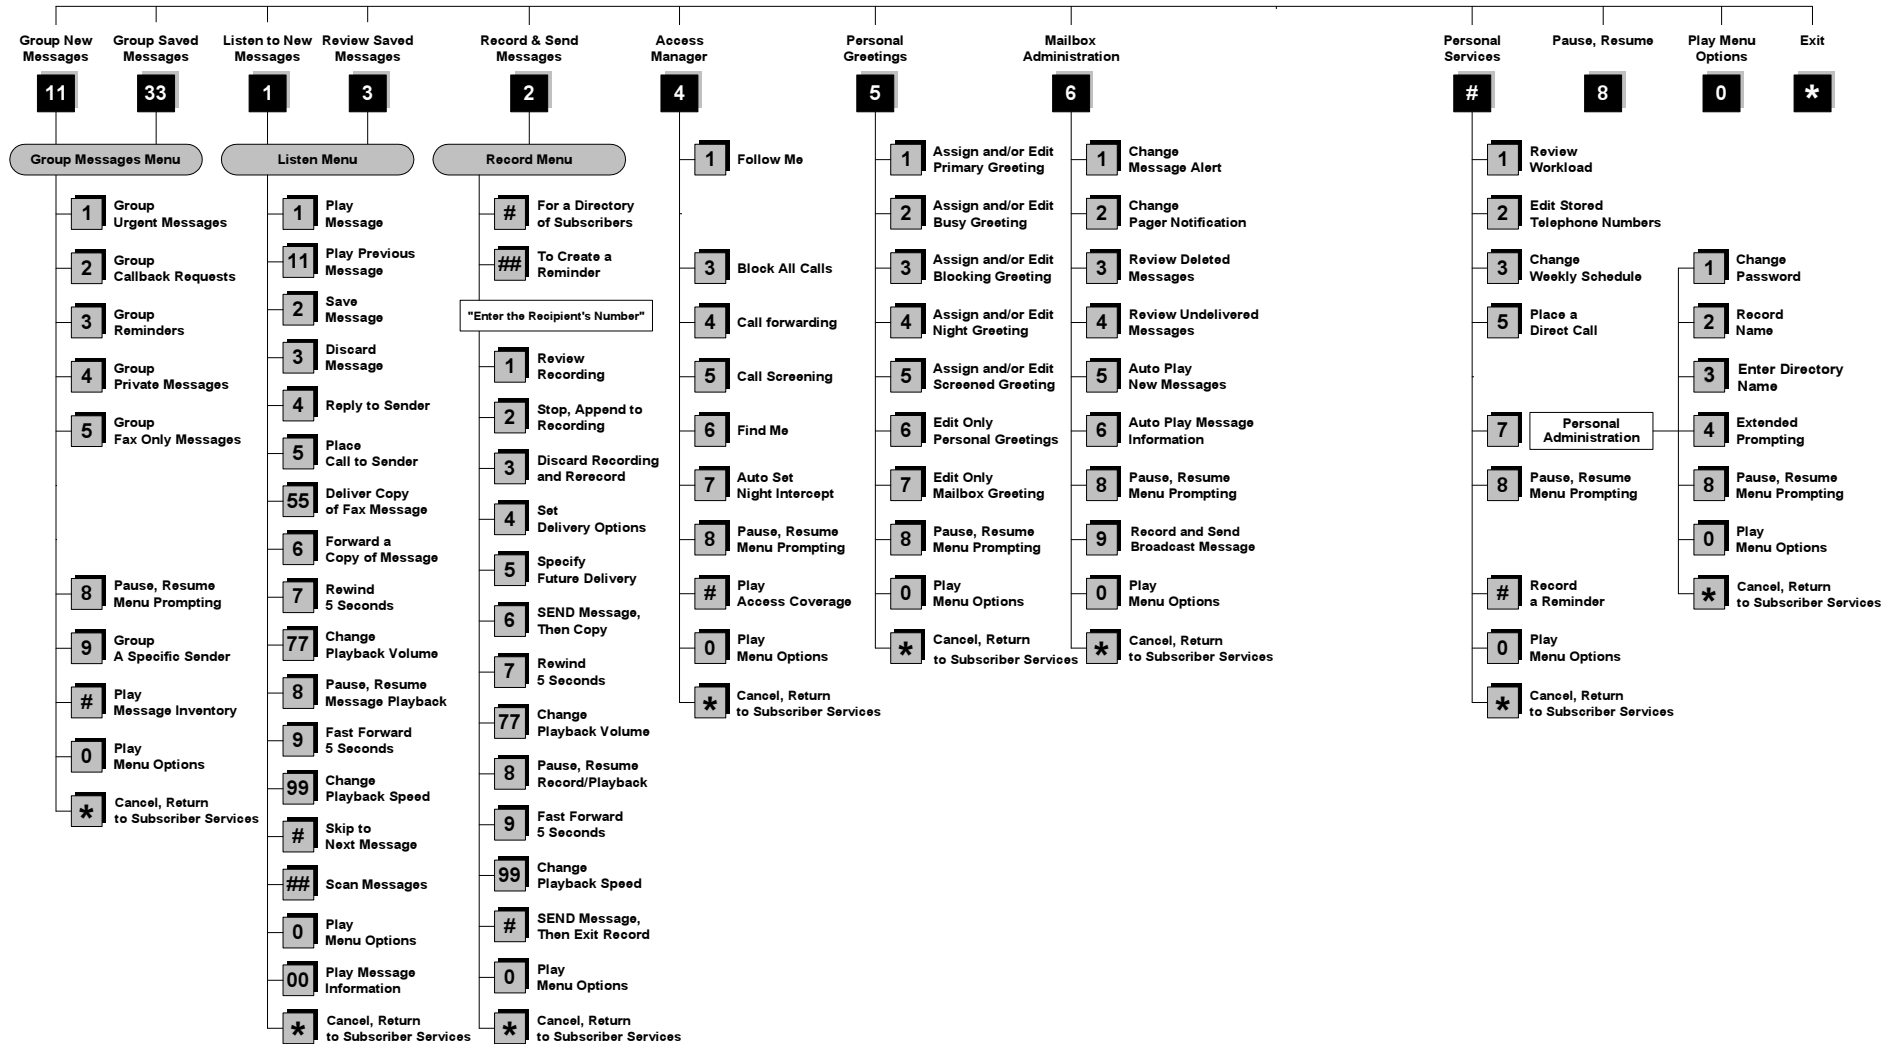 Group New
Messages
11
Group Saved
Messages
33
Listen to New
Messages
1
Review Saved
Messages
3
Record & Send
Messages
2
Access
Manager
4
Personal
Greetings
5
Mailbox
Administration
6
Personal
Services
#
Pause, Resume
8
Play Menu
Options
0
Exit
*
Group Messages Menu
1 Group
Urgent Messages
2 Group
Callback Requests
3 Group
Reminders
4 Group
Private Messages
5 Group
Fax Only Messages
8 Pause, Resume
Menu Prompting
9 Group
A Specific Sender
# Play
Message Inventory
0 Play
Menu Options
* Cancel, Return
to Subscriber Services
Listen Menu
1 Play
Message
11 Play Previous
Message
2 Save
Message
3 Discard
Message
4 Reply to Sender
5 Place
Call to Sender
55 Deliver Copy
of Fax Message
6 Forward a
Copy of Message
7 Rewind
5 Seconds
77 Change
Playback Volume
8 Pause, Resume
Message Playback
9 Fast Forward
5 Seconds
99 Change
Playback Speed
# Skip to
Next Message
## Scan Messages
0 Play
Menu Options
00 Play Message
Information
* Cancel, Return
to Subscriber Services
Record Menu
# For a Directory
of Subscribers
## To Create a
Reminder
"Enter the Recipient's Number"
1 Review
Recording
2 Stop, Append to
Recording
3 Discard Recording
and Rerecord
4 Set
Delivery Options
5 Specify
Future Delivery
6 SEND Message,
Then Copy
7 Rewind
5 Seconds
77 Change
Playback Volume
8 Pause, Resume
Record/Playback
9 Fast Forward
5 Seconds
99 Change
Playback Speed
# SEND Message,
Then Exit Record
0 Play
Menu Options
* Cancel, Return
to Subscriber Services
1 Follow Me
3 Block All Calls
4 Call forwarding
5 Call Screening
6 Find Me
7 Auto Set
Night Intercept
8 Pause, Resume
Menu Prompting
# Play
Access Coverage
0 Play
Menu Options
* Cancel, Return
to Subscriber Services
1 Assign and/or Edit
Primary Greeting
2 Assign and/or Edit
Busy Greeting
3 Assign and/or Edit
Blocking Greeting
4 Assign and/or Edit
Night Greeting
5 Assign and/or Edit
Screened Greeting
6 Edit Only
Personal Greetings
7 Edit Only
Mailbox Greeting
8 Pause, Resume
Menu Prompting
0 Play
Menu Options
* Cancel, Return
to Subscriber Services
1 Change
Message Alert
2 Change
Pager Notification
3 Review Deleted
Messages
4 Review Undelivered
Messages
5 Auto Play
New Messages
6 Auto Play Message
Information
8 Pause, Resume
Menu Prompting
9 Record and Send
Broadcast Message
0 Play
Menu Options
* Cancel, Return
to Subscriber Services
1 Review
Workload
2 Edit Stored
Telephone Numbers
3 Change
Weekly Schedule
5 Place a
Direct Call
7 Personal
Administration
8 Pause, Resume
Menu Prompting
# Record
a Reminder
0 Play
Menu Options
* Cancel, Return
to Subscriber Services
1 Change
Password
2 Record
Name
3 Enter Directory
Name
4 Extended
Prompting
8 Pause, Resume
Menu Prompting
0 Play
Menu Options
* Cancel, Return
to Subscriber Services